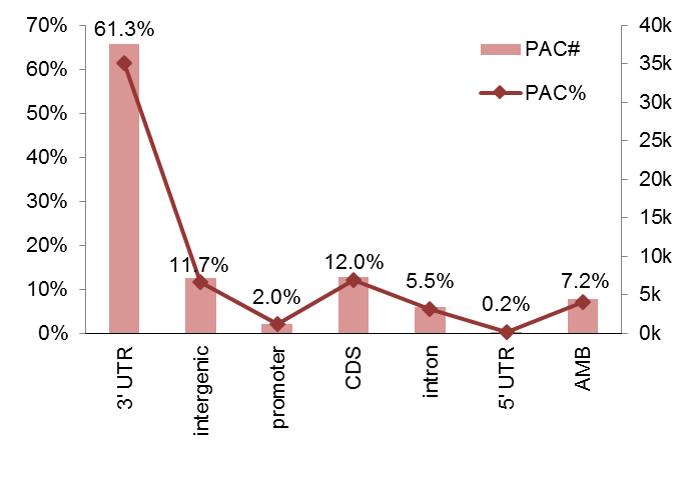 70%
60%
50%
40%
30%
20%
10%
0%
61.3%
11.7%
2.0%
12.0%
5.5%
0.2%
7.2%
PAC#
PAC%
40k
35k
30k
25k
20k
15k
10k
5k
0k
3' UTR
intergenic
promoter
CDS
intron
5' UTR
AMB